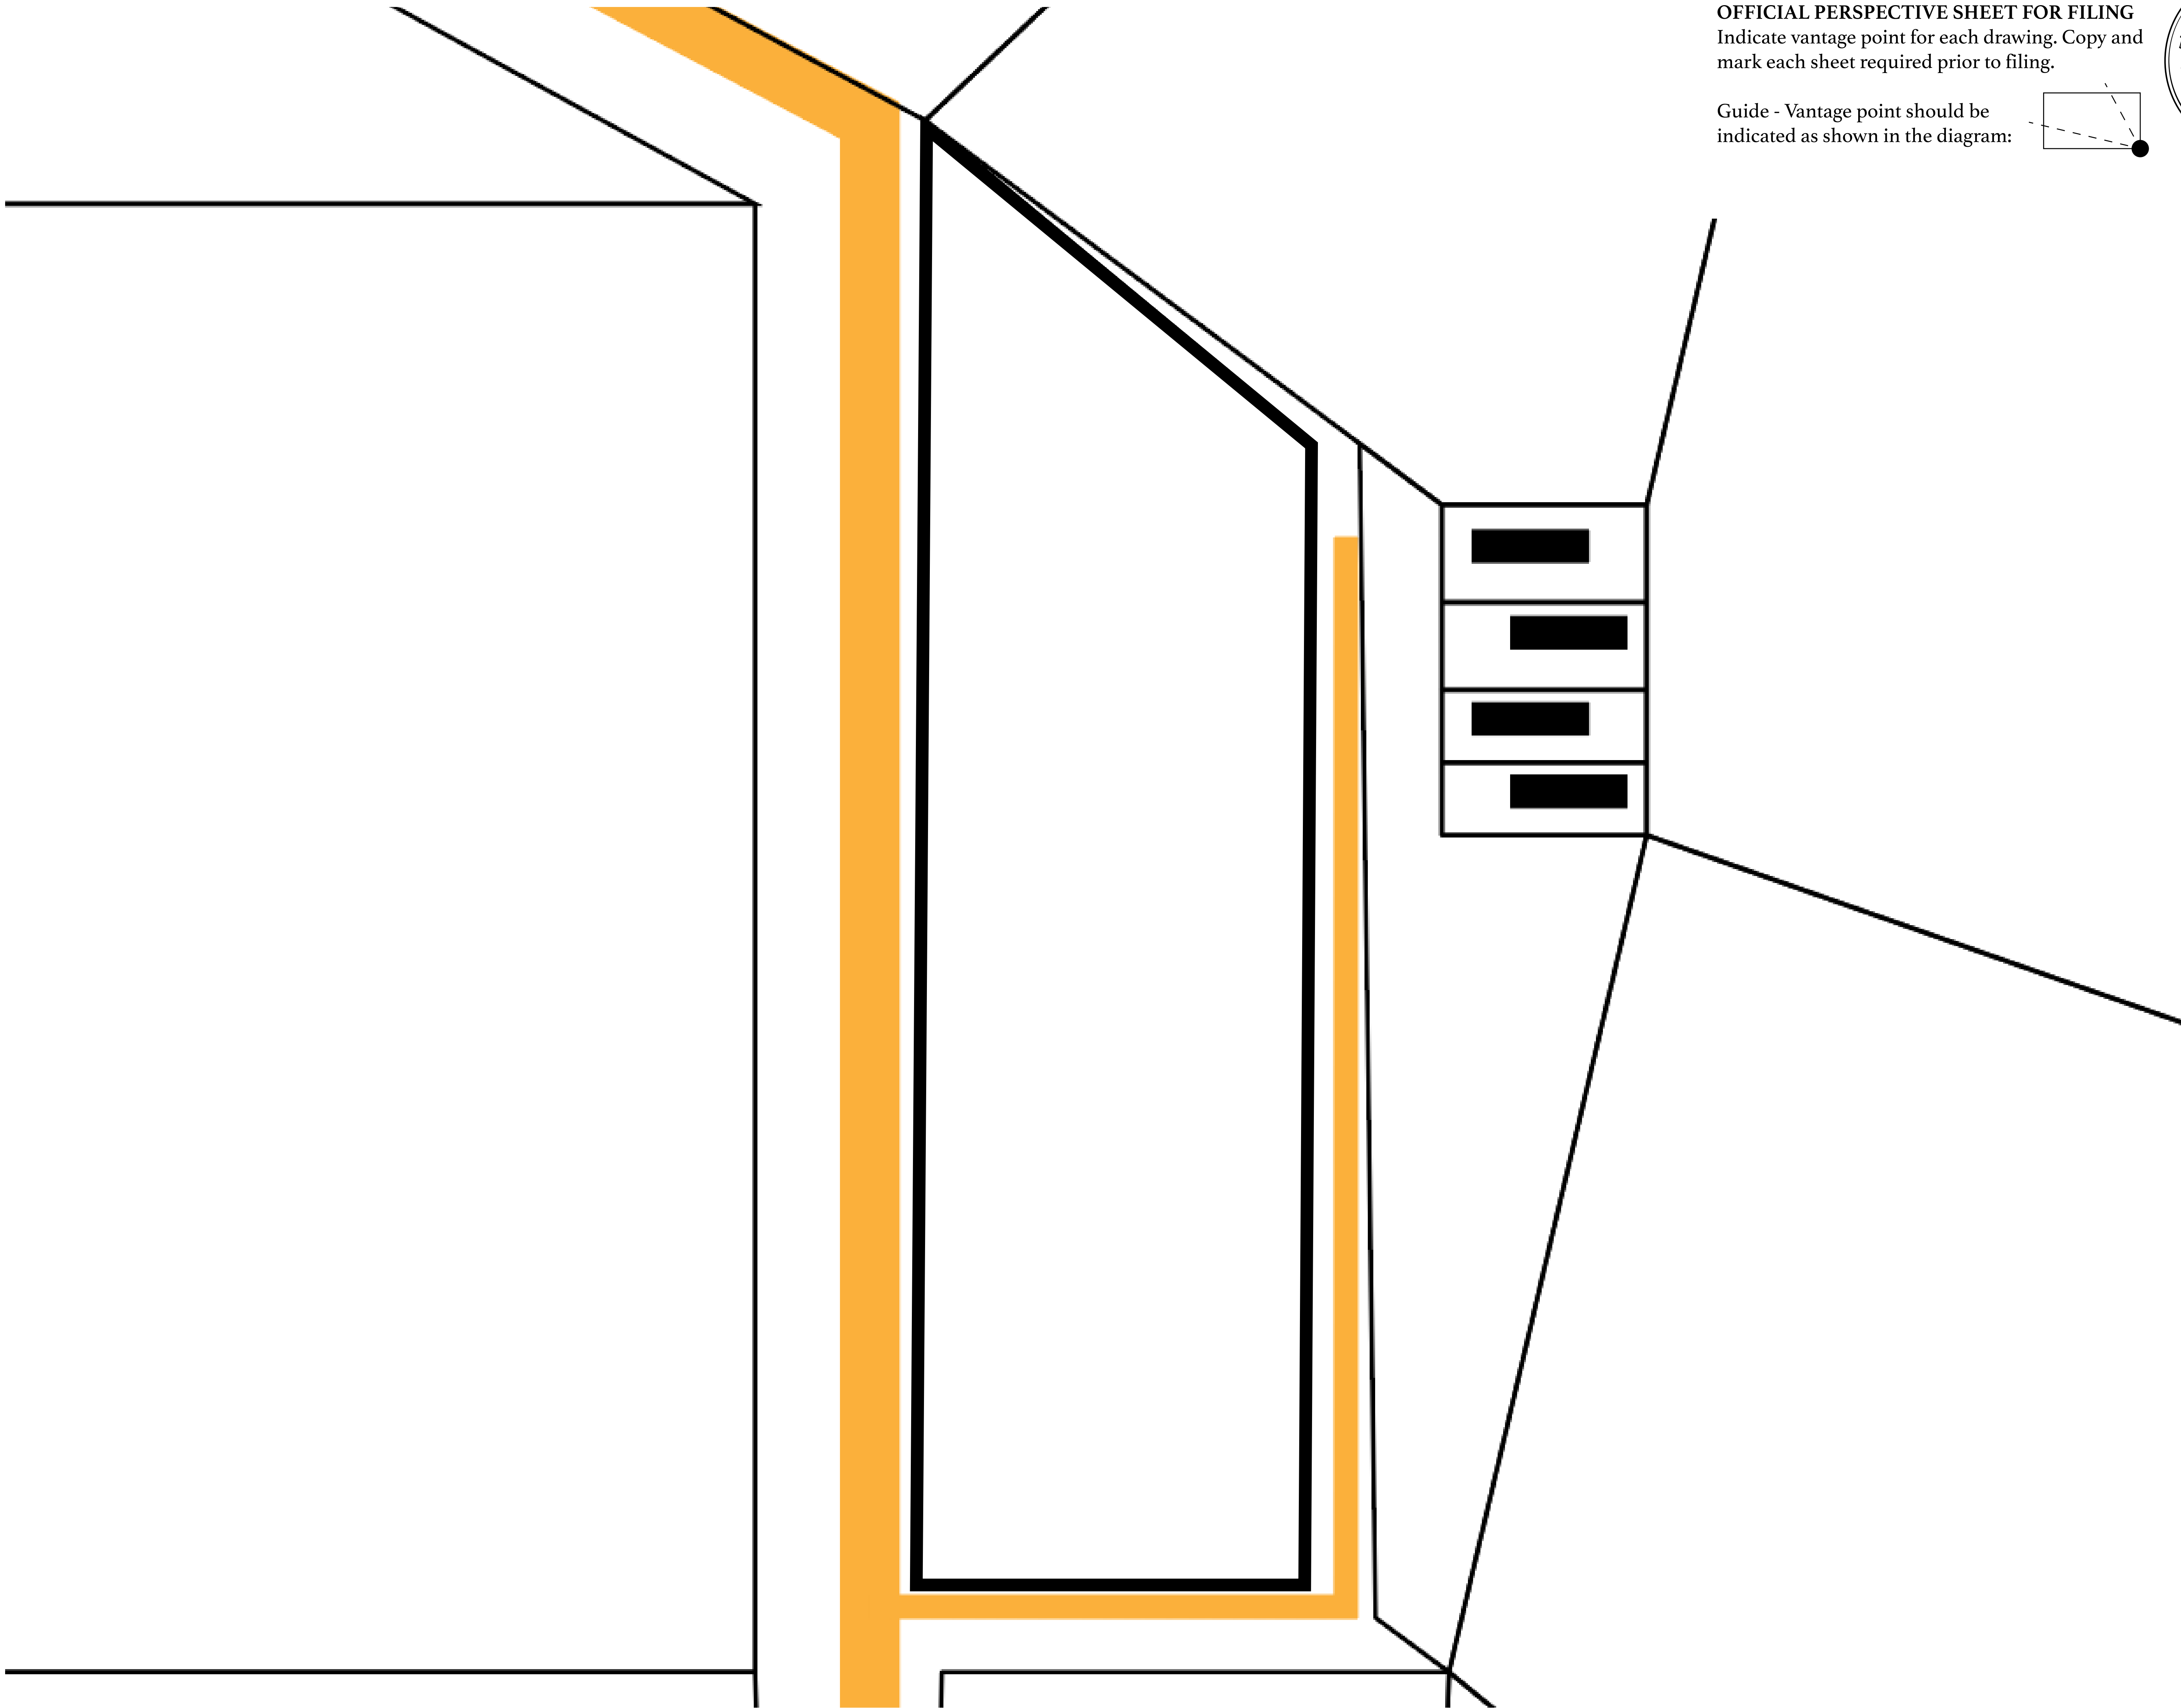 OFFICIAL PERSPECTIVE SHEET FOR FILING
Indicate vantage point for each drawing. Copy and
mark each sheet required prior to filing.
Guide - Vantage point should be
indicated as shown in the diagram: